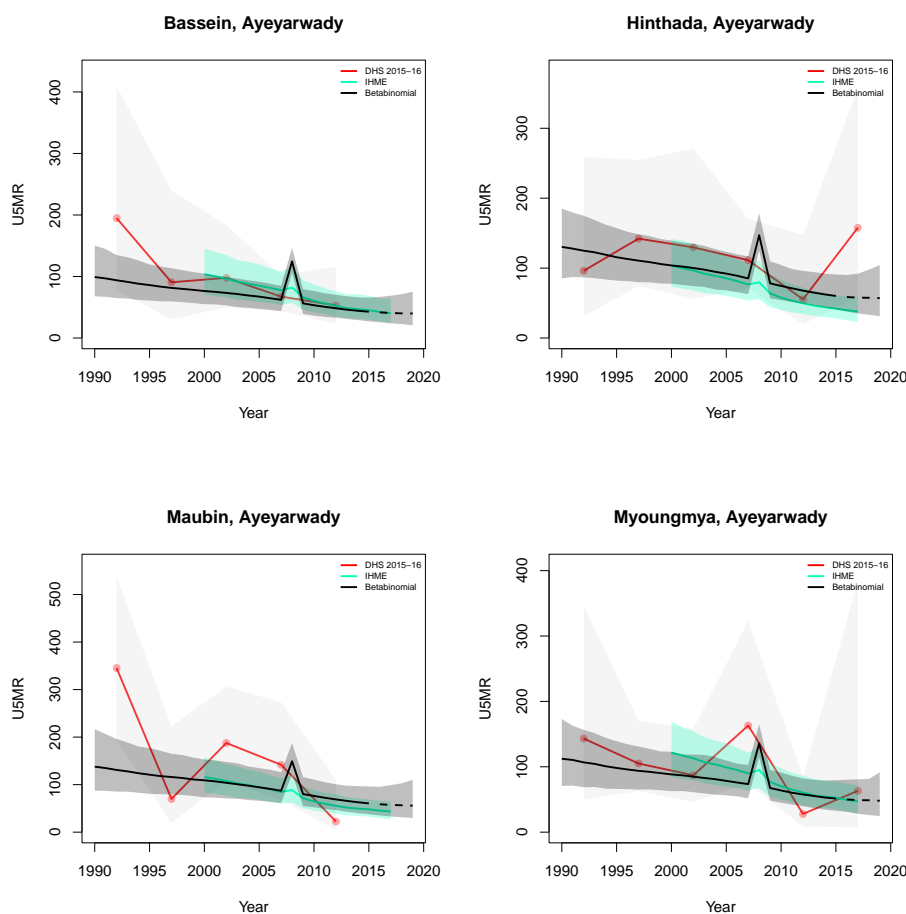 Bassein, Ayeyarwady
U5MR
0 100 200 300 400
DHS 2015−16
IHME
Betabinomial
1990 1995 2000 2005 2010 2015 2020
Year
Hinthada, Ayeyarwady
U5MR
0 100 200 300
DHS 2015−16
IHME
Betabinomial
1990 1995 2000 2005 2010 2015 2020
Year
Maubin, Ayeyarwady
U5MR
0 100 200 300 400 500
DHS 2015−16
IHME
Betabinomial
1990 1995 2000 2005 2010 2015 2020
Year
Myoungmya, Ayeyarwady
U5MR
0 100 200 300 400
DHS 2015−16
IHME
Betabinomial
1990 1995 2000 2005 2010 2015 2020
Year